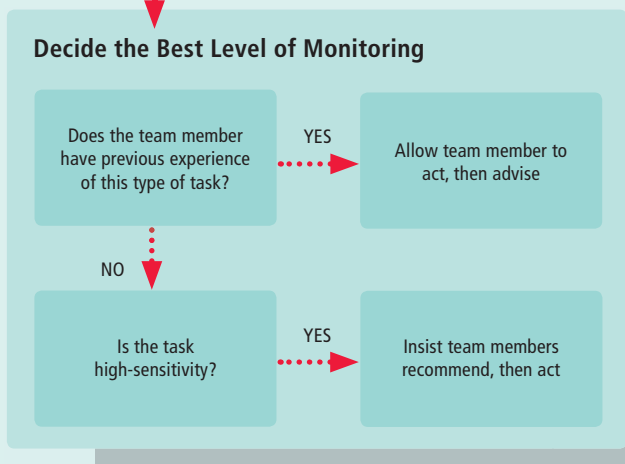 Decide the Best Level of Monitoring
Does the team member
have previous experience
of this type of task?
YES
Allow team member to
act, then advise
NO
Is the task
high-sensitivity?
YES
Insist team members
recommend, then act